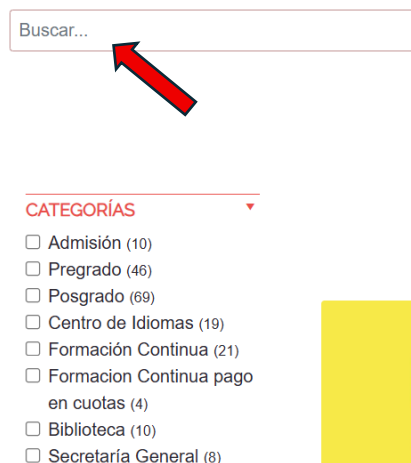 Buscar...
CATEGORÍAS
Admisión (10)
Pregrado (46)
Posgrado (69)
Centro de Idiomas (19)
Formación Continua (21)
Formacion Continua pago
en cuotas (4)
Biblioteca (10)
Secretaría General (8)